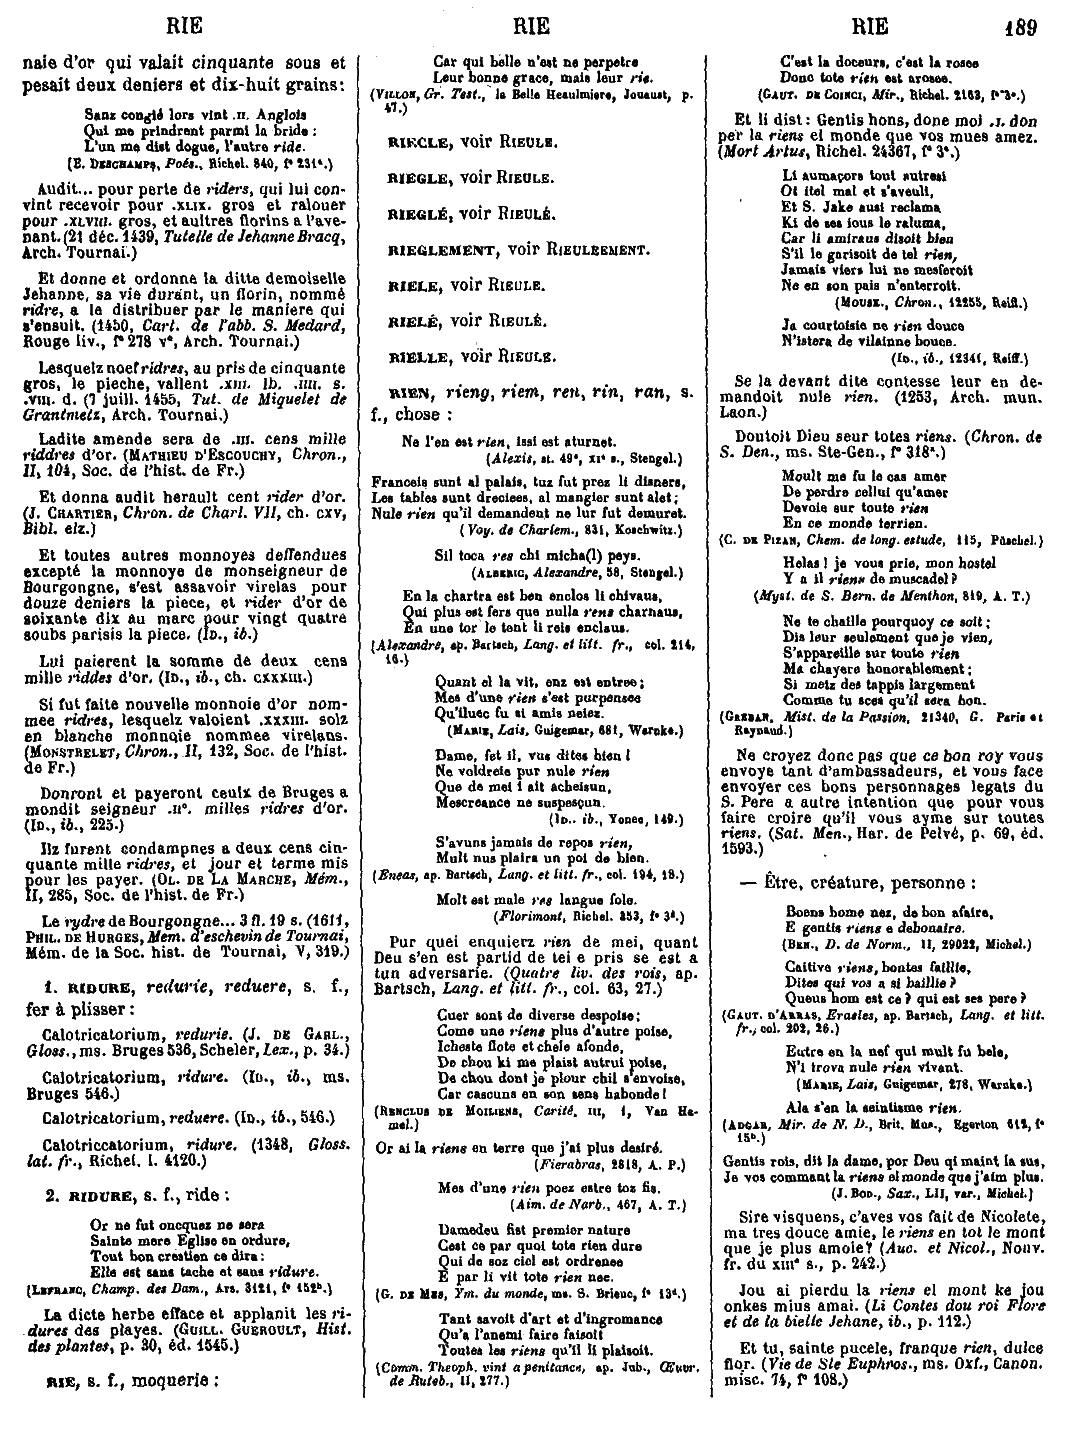 RIE
RIE
RIE
189
naie d'or qui valait cinquante sous et
pesait deux deniers et dix-huit grains:
Sanz congié lors vint .II. Anglois
Qui me prindrent parmi la bride :
L'un me dist dogue, l'autre ride.
(E. DESCHAMPS, Poés., Richel. 840, f° 231ᵃ.)
Audit... pour perte de riders, qui lui con-
vint recevoir pour .XLIX. gros et ralouer
pour .XLVIII. gros, et aultres florins a l'ave-
nant. (21 déc. 1439, Tutelle de Jehanne Bracq,
Arch. Tournai.)
Et donne et ordonne la ditte demoiselle
Jehanne, sa vie durant, un florin, nommé
ridre, a le distribuer par le maniere qui
s'ensuit. (1450, Cart. de l'abb. S. Medard,
Rouge liv., f° 278 v°, Arch. Tournai.)
Lesquelz noef ridres, au pris de cinquante
gros, le pieche, vallent .XIII. lb. .IIII. s.
.VIII. d. (7 juill. 1455, Tut. de Miquelet de
Grantmetz, Arch. Tournai.)
Ladite amende sera de .III. cens mille
riddres d'or. (MATHIEU D'ESCOUCHY, Chron.,
II, 104, Soc. de l'hist. de Fr.)
Et donna audit herault cent rider d'or.
(J. CHARTIER, Chron. de Charl. VII, ch. CXV,
Bibl. elz.)
Et toutes autres monnoyes deffendues
excepté la monnoye de monseigneur de
Bourgongne, s'est assavoir virelas pour
douze deniers la piece, et rider d'or de
soixante dix au marc pour vingt quatre
soubs parisis la piece. (ID., ib.)
Lui paierent la somme de deux cens
mille riddes d'or. (ID., ib., ch. CXXXIII.)
Si fut faite nouvelle monnoie d'or nom-
mee ridres, lesquelz valoient .XXXIII. solz
en blanche monnoie nommee virelans.
(MONSTRELET, Chron., II, 132, Soc. de l'hist.
de Fr.)
Donront et payeront ceulx de Bruges a
mondit seigneur .IIᶜ. milles ridres d'or.
(ID., ib., 225.)
Ilz furent condampnes a deux cens cin-
quante mille ridres, et jour et terme mis
pour les payer. (OL. DE LA MARCHE, Mém.,
II, 285, Soc. de l'hist. de Fr.)
Le rydre de Bourgongne... 3 fl. 19 s. (1611,
PHIL. DE HURGES, Mem. d'eschevin de Tournai,
Mém. de la Soc. hist. de Tournai, V, 319.)
1. RIDURE, redurie, reduere, s. f.,
fer à plisser :
Calotricatorium, redurie. (J. DE GARL.,
Gloss., ms. Bruges 536, Scheler, Lex., p. 34.)
Calotricatorium, ridure. (ID., ib., ms.
Bruges 546.)
Calotricatorium, reduere. (ID., ib., 546.)
Calotriccatorium, ridure. (1348, Gloss.
lat. fr., Richel. l. 4120.)
2. RIDURE, s. f., ride :
Or ne fut oncquez ne sera
Sainte mere Eglise en ordure,
Tout bon crestien ce dira :
Elle est sans tache et sans ridure.
(LEFRANC, Champ. des Dam., Ars. 3121, f° 152ᵇ.)
La dicte herbe efface et applanit les ri-
dures des playes. (GUILL. GUEROULT, Hist.
des plantes, p. 30, éd. 1545.)
RIE, s. f., moquerie :
Car qui belle n'est ne perpetre
Leur bonne grace, mais leur rie.
(VILLON, Gr. Test., la Belle Heaulmiere, Jouaust, p.
47.)
RIECLE, voir RIEULE.
RIEGLE, voir RIEULE.
RIEGLÉ, voir RIEULÉ.
RIEGLEMENT, voir RIEULEEMENT.
RIELE, voir RIEULE.
RIELÉ, voir RIEULÉ.
RIELLE, voir RIEULE.
RIEN, rieng, riem, ren, rin, ran, s.
f., chose :
Ne l'en est rien, issi est aturnet.
(Alexis, st. 49ᵉ, XIᵉ s., Stengel.)
Franceis sunt al palais, tuz fut prez li disners,
Les tables sunt dreciees, al mangier sunt alet ;
Nule rien qu'il demandent ne lur fut demuret.
(Voy. de Charlem., 831, Koschwitz.)
Sil toca res chi micha(l) peys.
(ALBERIC, Alexandre, 58, Stengel.)
En la chartra est ben enclos li chivaus,
Qui plus est fers que nulla rens charnaus,
En une tor le tent li reis enclaus.
(Alexandre, ap. Bartsch, Lang. et litt. fr., col. 214,
16.)
Quant el la vit, enz est entree ;
Mes d'une rien s'est purpensee
Qu'iluec fu si amis neiez.
(MARIE, Lais, Guigemar, 681, Warnke.)
Dame, fet il, vus dites bien !
Ne voldreie pur nule rien
Que de mei i ait acheisun,
Mescreance ne suspesçun.
(ID., ib., Yonec, 149.)
S'avuns jamais de repos rien,
Mult nus plaira un poi de bien.
(Eneas, ap. Bartsch, Lang. et litt. fr., col. 194, 18.)
Molt est male res langue fole.
(Florimont, Richel. 353, f° 3ᵈ.)
Pur quei enquierz rien de mei, quant
Deu s'en est partid de tei e pris se est a
tun adversarie. (Quatre liv. des rois, ap.
Bartsch, Lang. et litt. fr., col. 63, 27.)
Cuer sont de diverse despoise ;
Come une riens plus d'autre poise,
Icheste flote et chele afonde,
De chou ki me plaist autrui poise,
De chou dont je plour chil s'envoise,
Car cascuns en son sens habonde !
(RENCLUS DE MOILIENS, Carité, III, 1, Van Ha-
mel.)
Or ai la riens en terre que j'ai plus desiré.
(Fierabras, 2818, A. P.)
Mes d'une rien poez estre toz fis.
(Aim. de Narb., 467, A. T.)
Damedeu fist premier nature
Cest ce par quoi tote rien dure
Qui de soz ciel est ordrenee
E par li vit tote rien nee.
(G. DE MES, Ym. du monde, ms. S. Brieuc, f° 13ᵈ.)
Tant savoit d'art et d'ingromance
Qu'a l'anemi faire faisoit
Toutes les riens qu'il li plaisoit.
(Comm. Theoph. vint a penitance, ap. Jub., Œuvr.
de Ruteb., II, 277.)
C'est la doceurs, c'est la rosee
Donc tote rien est arosee.
(GAUT. DE COINCI, Mir., Richel. 2163, f° 3ᵃ.)
Et li dist : Gentis hons, done moi .I. don
per la riens el monde que vos mues amez.
(Mort Artus, Richel. 24367, f° 3ᵃ.)
Li aumaçors tout autresi
Ot itel mal et s'aveuli,
Et S. Jake ausi reclama
Ki de ses ious le raluma,
Car li amiraus disoit bien
S'il le garisoit de tel rien,
Jamais viers lui ne mesferoit
Ne en son pais n'enterroit.
(MOUSK., Chron., 12255, Reiff.)
Ja courtoisie ne rien douce
N'istera de vilainne bouce.
(ID., ib., 12341, Reiff.)
Se la devant dite contesse leur en de-
mandoit nule rien. (1253, Arch. mun.
Laon.)
Doutoit Dieu seur totes riens. (Chron. de
S. Den., ms. Ste-Gen., f° 318ᵃ.)
Moult me fu le cas amer
De perdre cellui qu'amer
Devoie sur toute rien
En ce monde terrien.
(C. DE PIZAN, Chem. de long. estude, 115, Püschel.)
Helas ! je vous prie, mon hostel
Y a il riens de muscadel ?
(Myst. de S. Bern. de Menthon, 819, A. T.)
Ne te chaille pourquoy ce soit ;
Dis leur seulement que je vien,
S'appareille sur toute rien
Ma chayere honorablement ;
Si metz des tappis largement
Comme tu sces qu'il sera bon.
(GREBAN, Mist. de la Passion, 21340, G. Paris et
Raynaud.)
Ne croyez donc pas que ce bon roy vous
envoye tant d'ambassadeurs, et vous face
envoyer ces bons personnages legats du
S. Pere a autre intention que pour vous
faire croire qu'il vous ayme sur toutes
riens. (Sat. Men., Har. de Pelvé, p. 69, éd.
1593.)
— Être, créature, personne :
Boens home nez, de bon afaire,
E gentis riens e debonaire.
(BEN., D. de Norm., II, 29022, Michel.)
Caitive riens, bontes faillie,
Dites qui vos a si baillie ?
Queus hom est ce ? qui est ses pere ?
(GAUT. D'ARRAS, Eracles, ap. Bartsch, Lang. et litt.
fr., col. 202, 26.)
Entre en la nef qui mult fu bele,
N'i trova nule rien vivant.
(MARIE, Lais, Guigemar, 278, Warnke.)
Ala s'en la seintisme rien.
(ADGAR, Mir. de N. D., Brit. Mus., Egerton 612, f°
15ᵇ.)
Gentis rois, dit la dame, por Deu qi maint la sus,
Je vos commant la riens el monde que j'aim plus.
(J. BOD., Sax., LII, var., Michel.)
Sire visquens, c'aves vos fait de Nicolete,
ma tres douce amie, le riens en tot le mont
que je plus amoie ? (Auc. et Nicol., Nouv.
fr. du XIIIᵉ s., p. 242.)
Jou ai pierdu la riens el mont ke jou
onkes mius amai. (Li Contes dou roi Flore
et de la bielle Jehane, ib., p. 112.)
Et tu, sainte pucele, franque rien, dulce
flor. (Vie de Ste Euphros., ms. Oxf., Canon.
misc. 74, f° 108.)